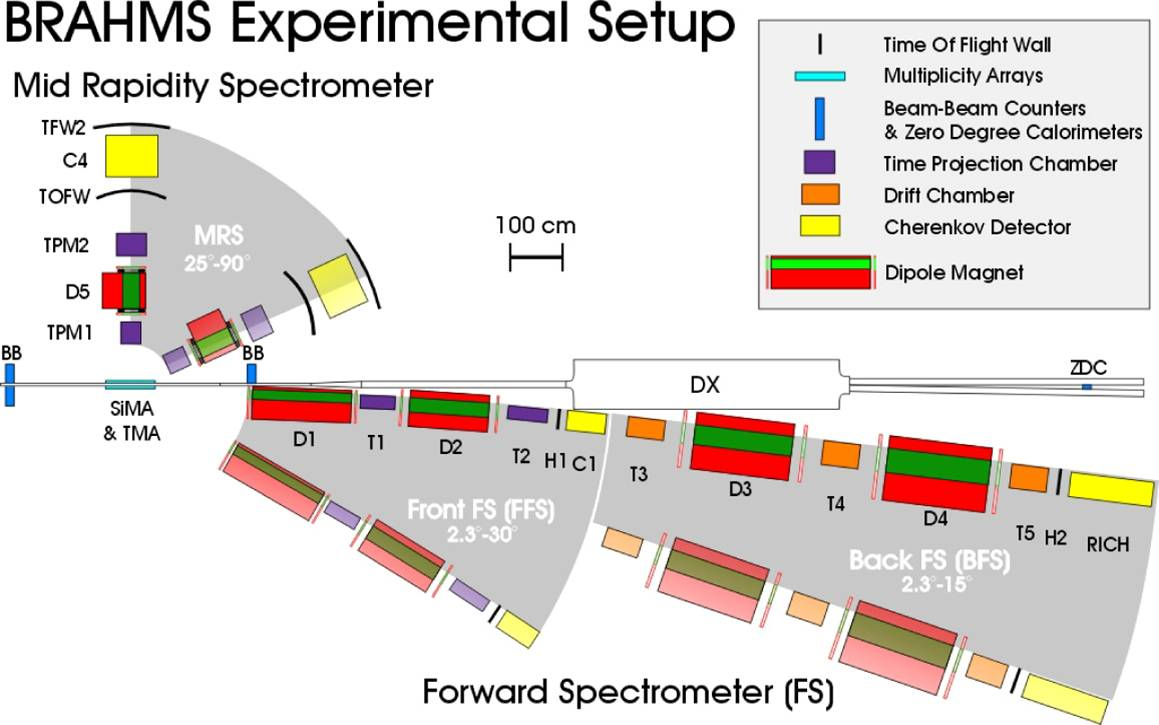 BRAHMS Experimental Setup
Mid Rapidity Spectrometer
Time Of Flight Wall
Multiplicity Arrays
Beam-Beam Counters
& Zero Degree Calorimeters
Time Projection Chamber
Drift Chamber
Cherenkov Detector
Dipole Magnet
TFW2
C4
TOFW
TPM2
D5
TPM1
MRS
25°-90°
100 cm
BB
BB
SiMA
& TMA
DX
ZDC
D1
T1
D2
T2
H1
C1
T3
D3
T4
D4
T5
H2
RICH
Front FS (FFS)
2.3°-30°
Back FS (BFS)
2.3°-15°
Forward Spectrometer (FS)